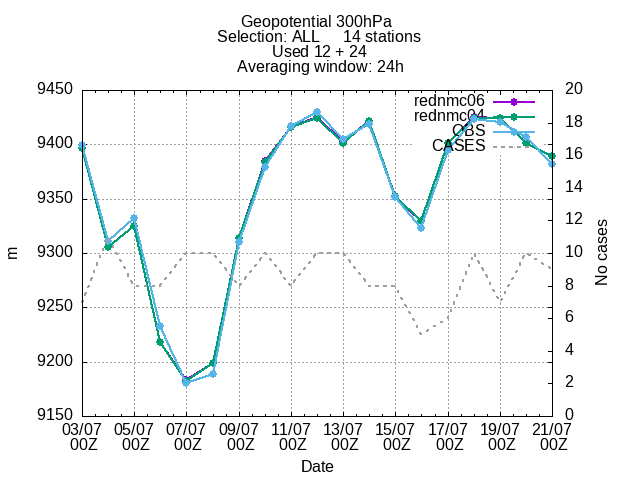 Geopotential 300hPa
Selection: ALL 14 stations
Used 12 + 24
Averaging window: 24h
9450
9400
9350
9300
9250
9200
9150
m
20
18
16
14
12
10
8
6
4
2
0
No cases
rednmc06
rednmc04
OBS
CASES
03/07 05/07 07/07 09/07 11/07 13/07 15/07 17/07 19/07 21/07
00Z 00Z 00Z 00Z 00Z 00Z 00Z 00Z 00Z 00Z
Date